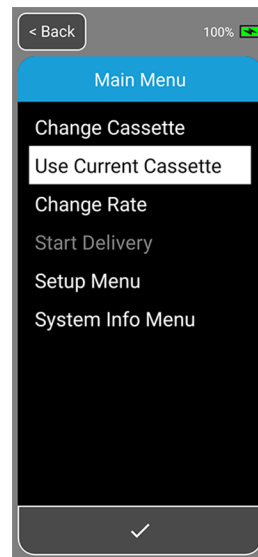 < Back
100%
Main Menu
Change Cassette
Use Current Cassette
Change Rate
Start Delivery
Setup Menu
System Info Menu